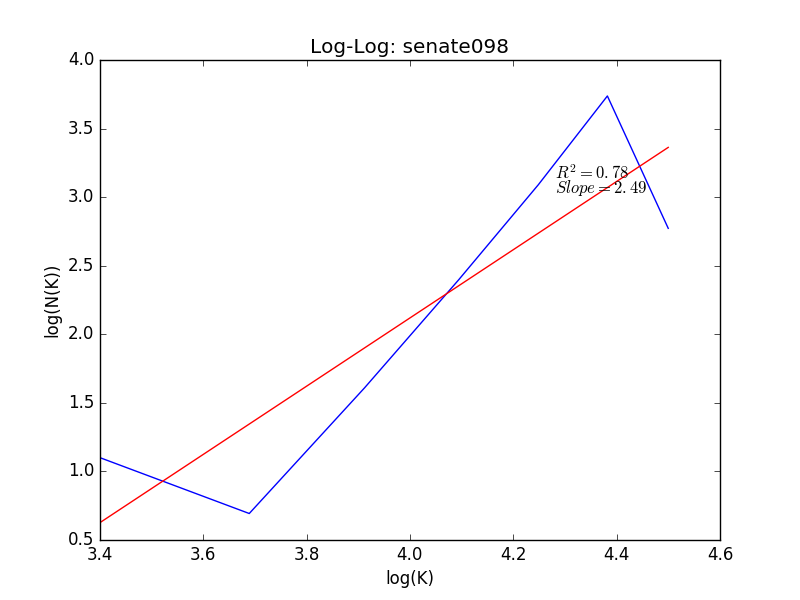 Log-Log: senate098
4.0
3.5
3.0
2.5
2.0
1.5
1.0
0.5
log(N(K))
R² = 0.78
Slope = 2.49
3.4 3.6 3.8 4.0 4.2 4.4 4.6
log(K)